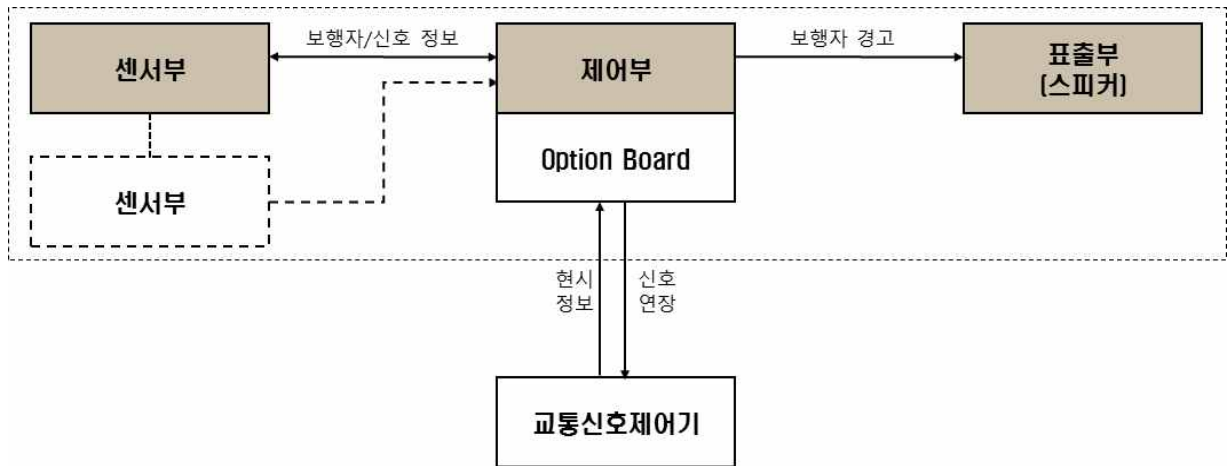 센서부
보행자/신호 정보
제어부
보행자 경고
표출부
(스피커)
Option Board
센서부
현시
정보
신호
연장
교통신호제어기